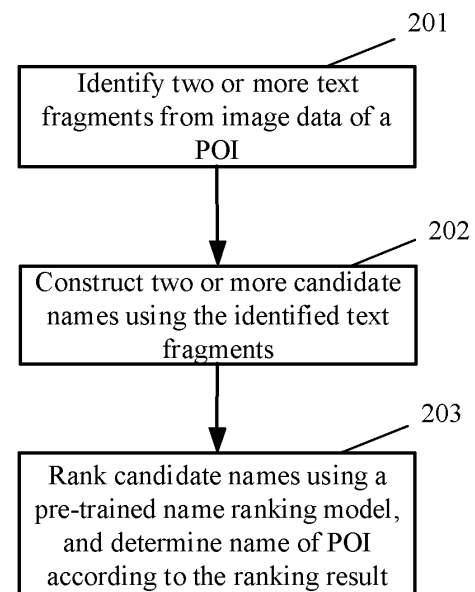 201
Identify two or more text
fragments from image data of a
POI
202
Construct two or more candidate
names using the identified text
fragments
203
Rank candidate names using a
pre-trained name ranking model,
and determine name of POI
according to the ranking result